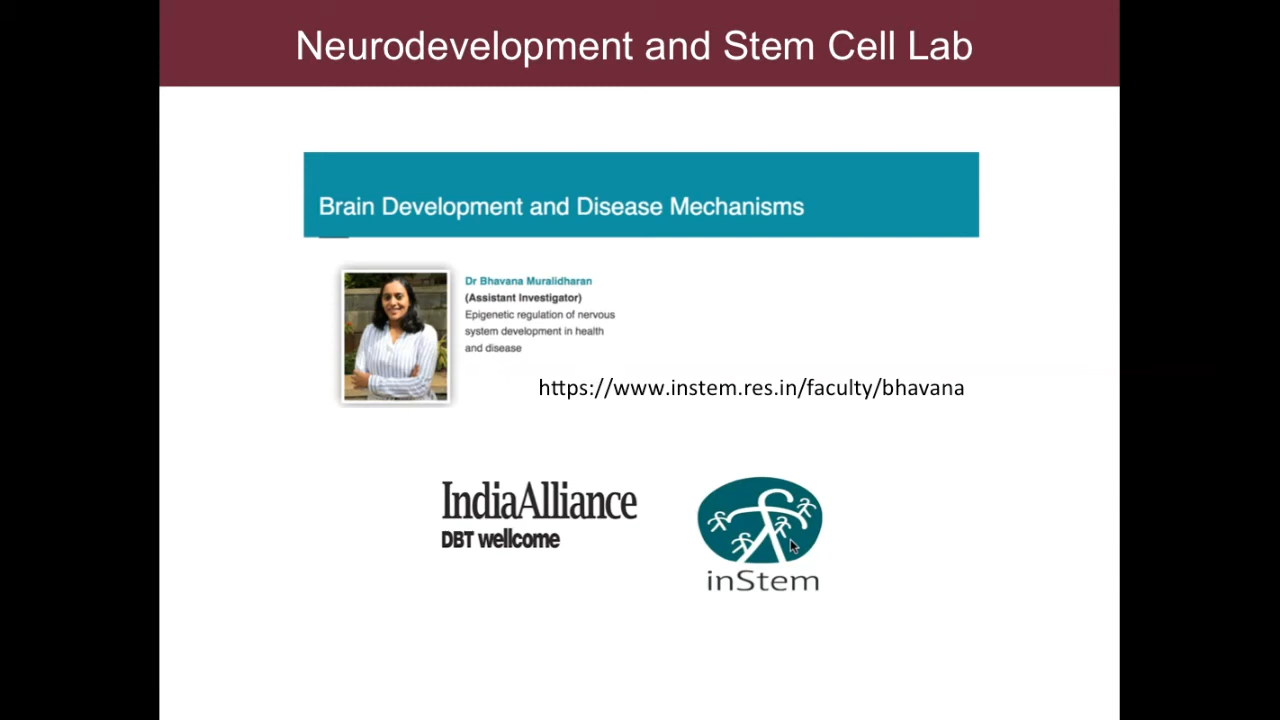 Neurodevelopment and Stem Cell Lab
Brain Development and Disease Mechanisms
Dr Bhavana Muralidharan
(Assistant Investigator)
Epigenetic regulation of nervous
system development in health
and disease
https://www.instem.res.in/faculty/bhavana
IndiaAlliance
DBT wellcome
inStem